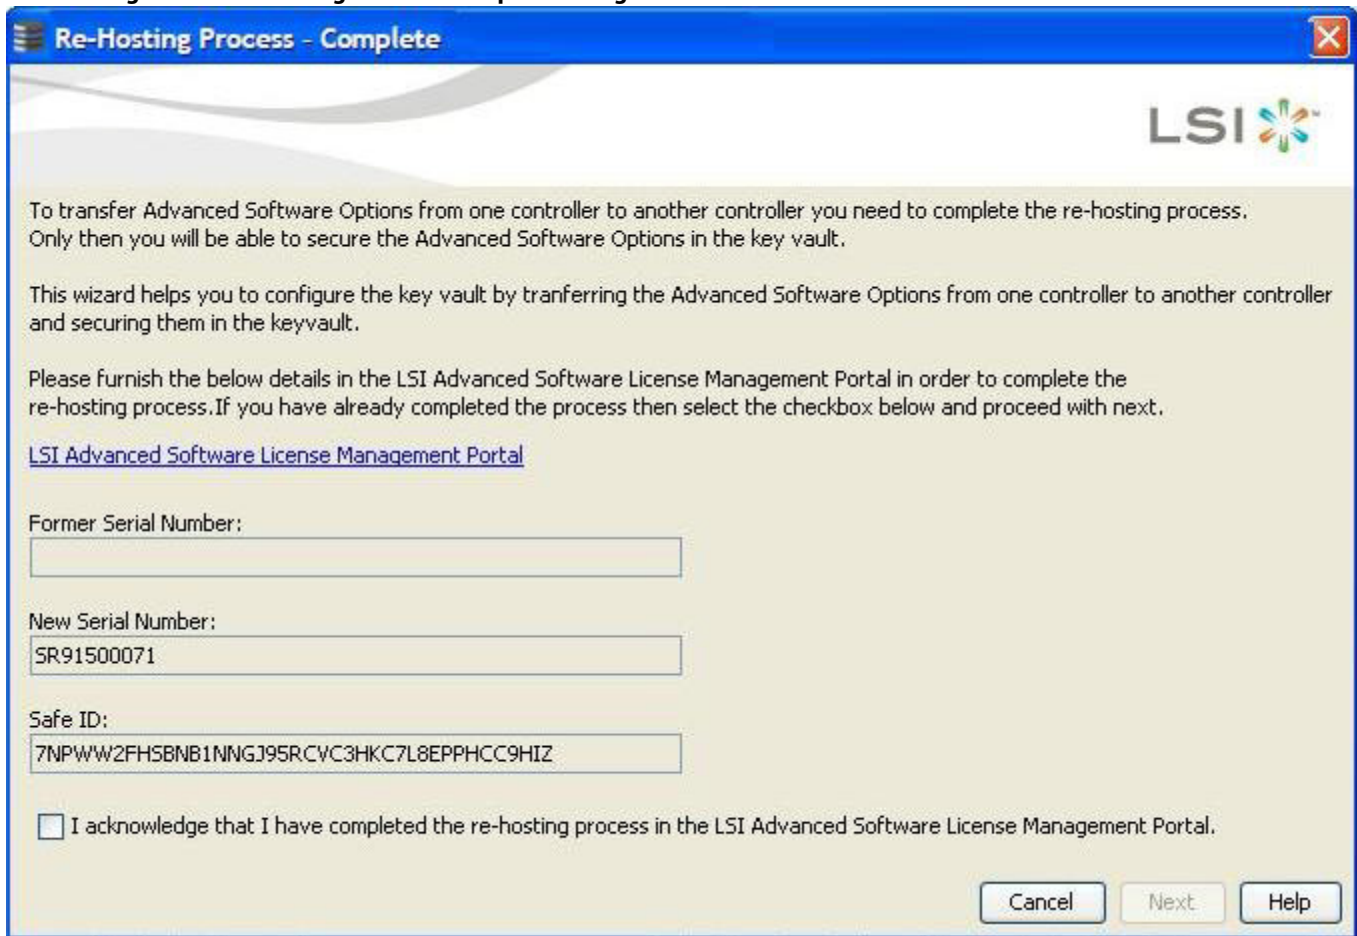 Re-Hosting Process - Complete
LSI
To transfer Advanced Software Options from one controller to another controller you need to complete the re-hosting process.
Only then you will be able to secure the Advanced Software Options in the key vault.
This wizard helps you to configure the key vault by tranferring the Advanced Software Options from one controller to another controller
and securing them in the keyvault.
Please furnish the below details in the LSI Advanced Software License Management Portal in order to complete the
re-hosting process.If you have already completed the process then select the checkbox below and proceed with next.
LSI Advanced Software License Management Portal
Former Serial Number:
New Serial Number:
SR91500071
Safe ID:
7NPWW2FHSBNB1NNGJ95RCVC3HKC7L8EPPHCC9HIZ
I acknowledge that I have completed the re-hosting process in the LSI Advanced Software License Management Portal.
Cancel Next Help